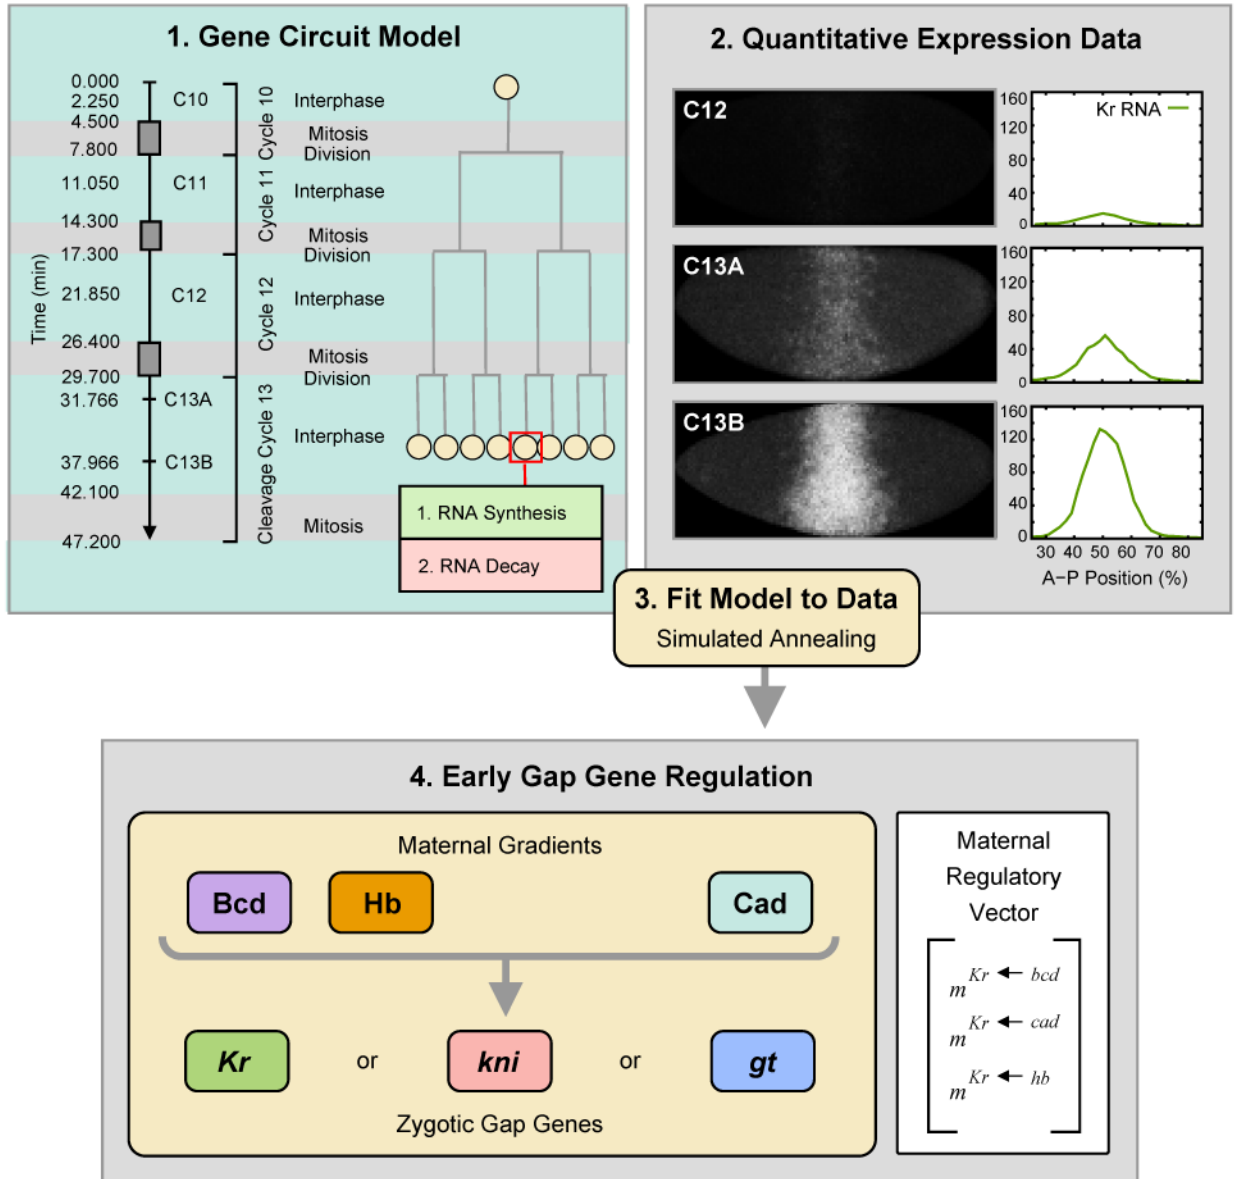 1. Gene Circuit Model
Time (min)
0.000
2.250
4.500
7.800
11.050
14.300
17.300
21.850
26.400
29.700
31.766
37.966
42.100
47.200
C10
C11
C12
C13A
C13B
Cycle 10
Cycle 11
Cycle 12
Cleavage Cycle 13
Interphase
Mitosis
Division
Interphase
Mitosis
Division
Interphase
Mitosis
Division
Interphase
Mitosis
1. RNA Synthesis
2. RNA Decay
2. Quantitative Expression Data
C12
160
120
80
40
0
Kr RNA
C13A
160
120
80
40
0
C13B
160
120
80
40
0
30 40 50 60 70 80
A–P Position (%)
3. Fit Model to Data
Simulated Annealing
4. Early Gap Gene Regulation
Maternal Gradients
Bcd Hb Cad
Kr or kni or gt
Zygotic Gap Genes
Maternal
Regulatory
Vector
m Kr ← bcd
m Kr ← cad
m Kr ← hb